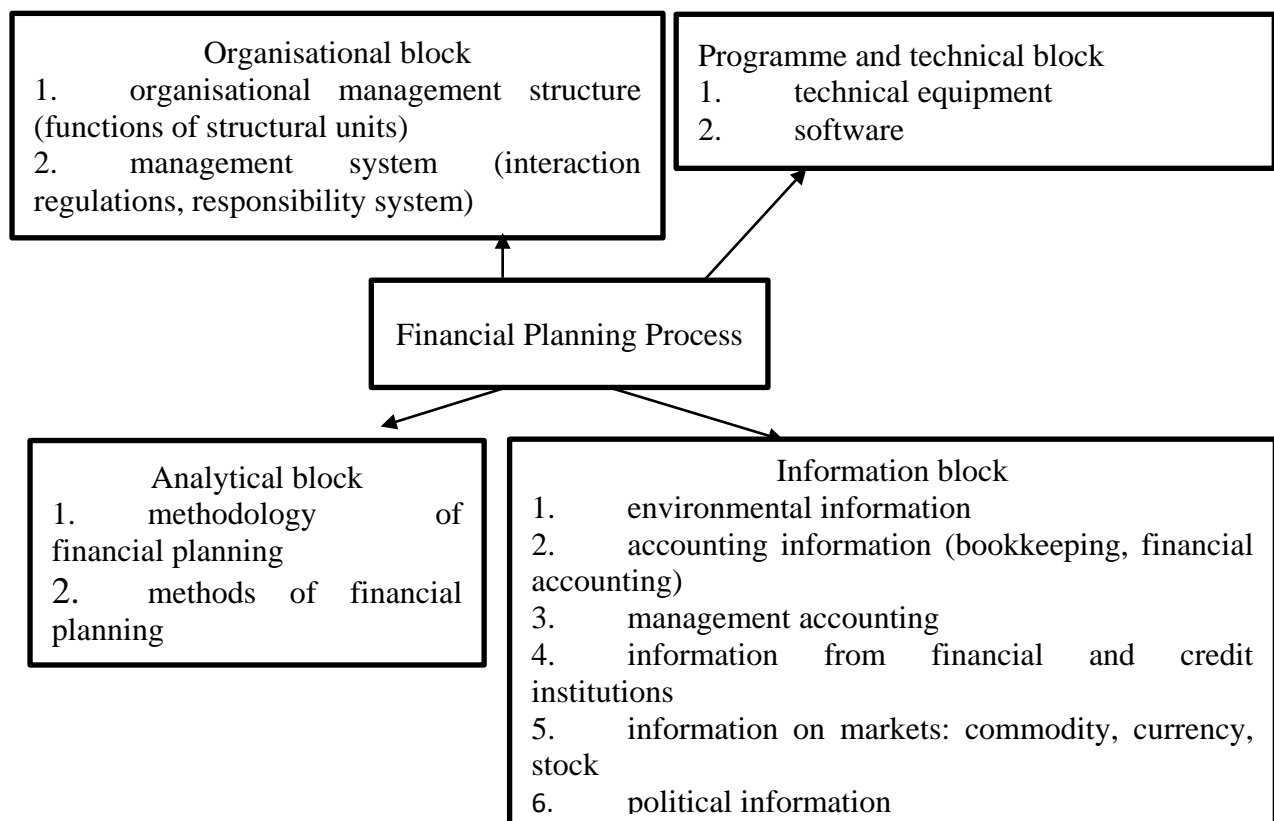 Organisational block
1. organisational management structure
(functions of structural units)
2. management system (interaction
regulations, responsibility system)
Programme and technical block
1. technical equipment
2. software
Financial Planning Process
Analytical block
1. methodology of
financial planning
2. methods of financial
planning
Information block
1. environmental information
2. accounting information (bookkeeping, financial
accounting)
3. management accounting
4. information from financial and credit
institutions
5. information on markets: commodity, currency,
stock
6. political information